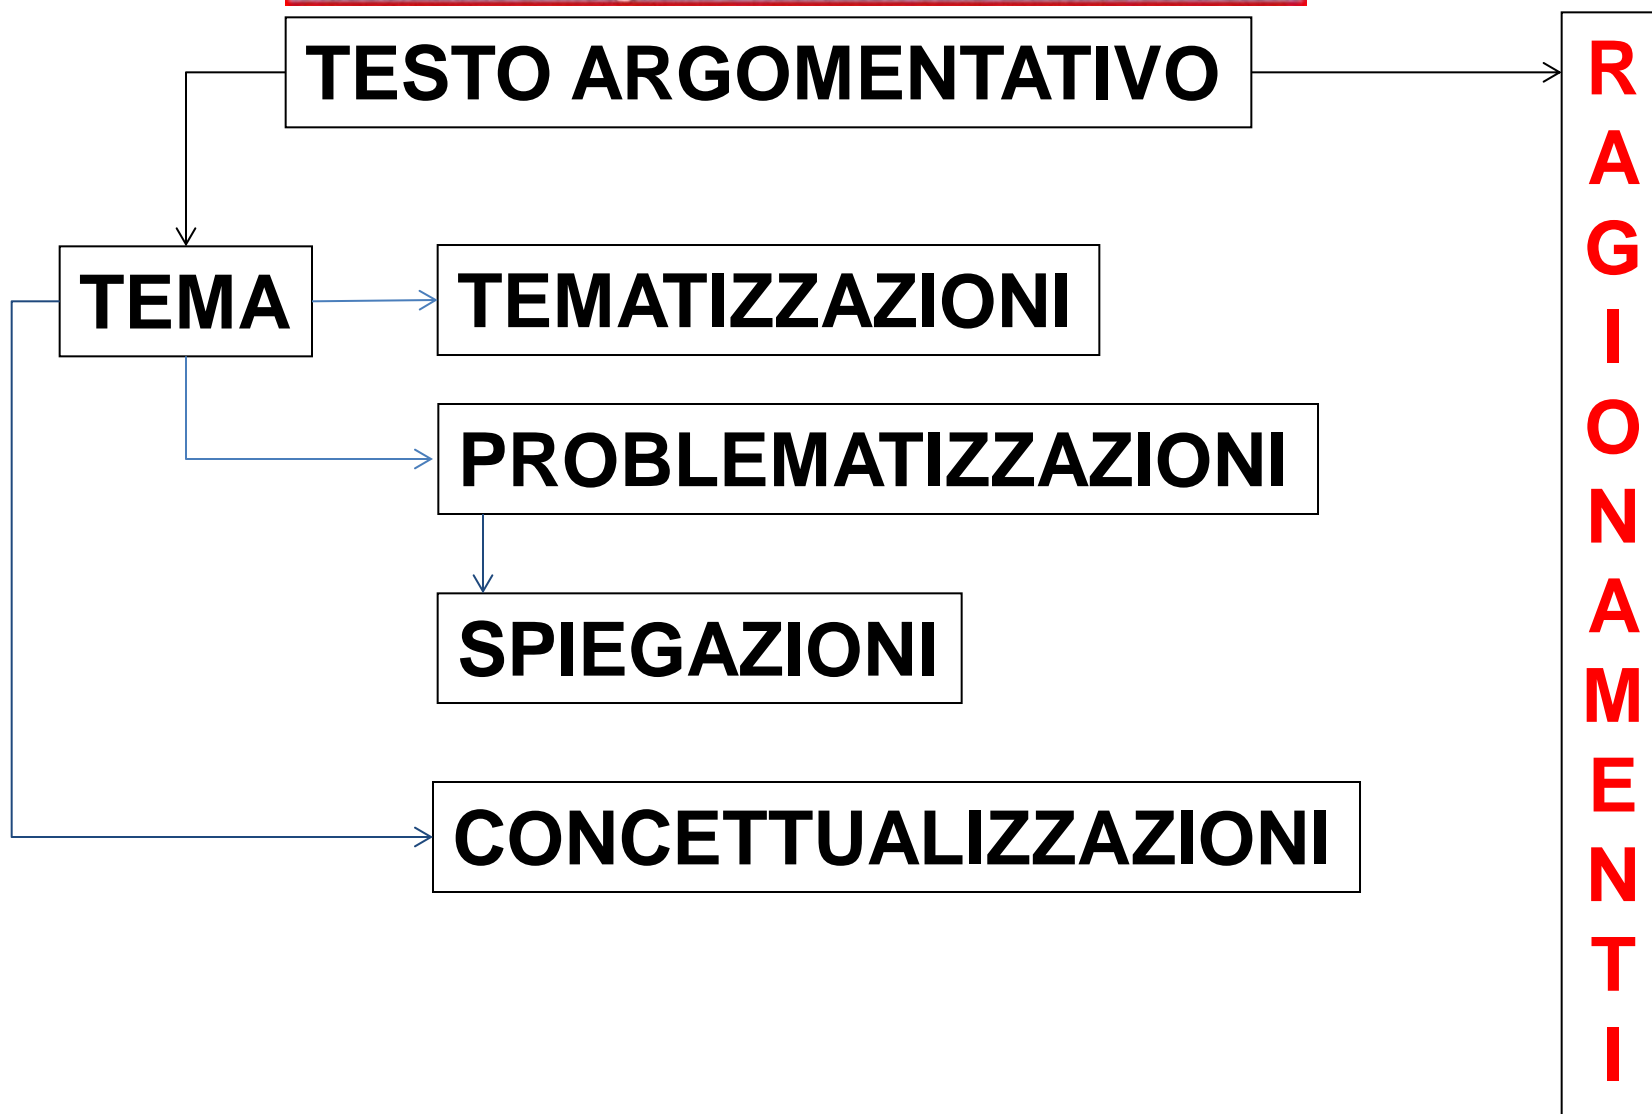 TESTO ARGOMENTATIVO
TEMA
TEMATIZZAZIONI
PROBLEMATIZZAZIONI
SPIEGAZIONI
CONCETTUALIZZAZIONI
R
A
G
I
O
N
A
M
E
N
T
I